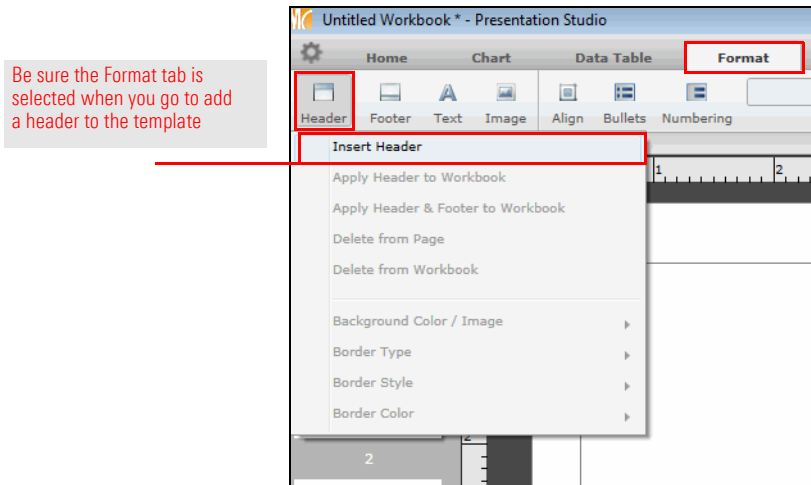 Untitled Workbook * - Presentation Studio
Home Chart Data Table Format
Be sure the Format tab is
selected when you go to add
a header to the template
Header Footer Text Image Align Bullets Numbering
Insert Header
Apply Header to Workbook
Apply Header & Footer to Workbook
Delete from Page
Delete from Workbook
Background Color / Image
Border Type
Border Style
Border Color
1 2
2
2